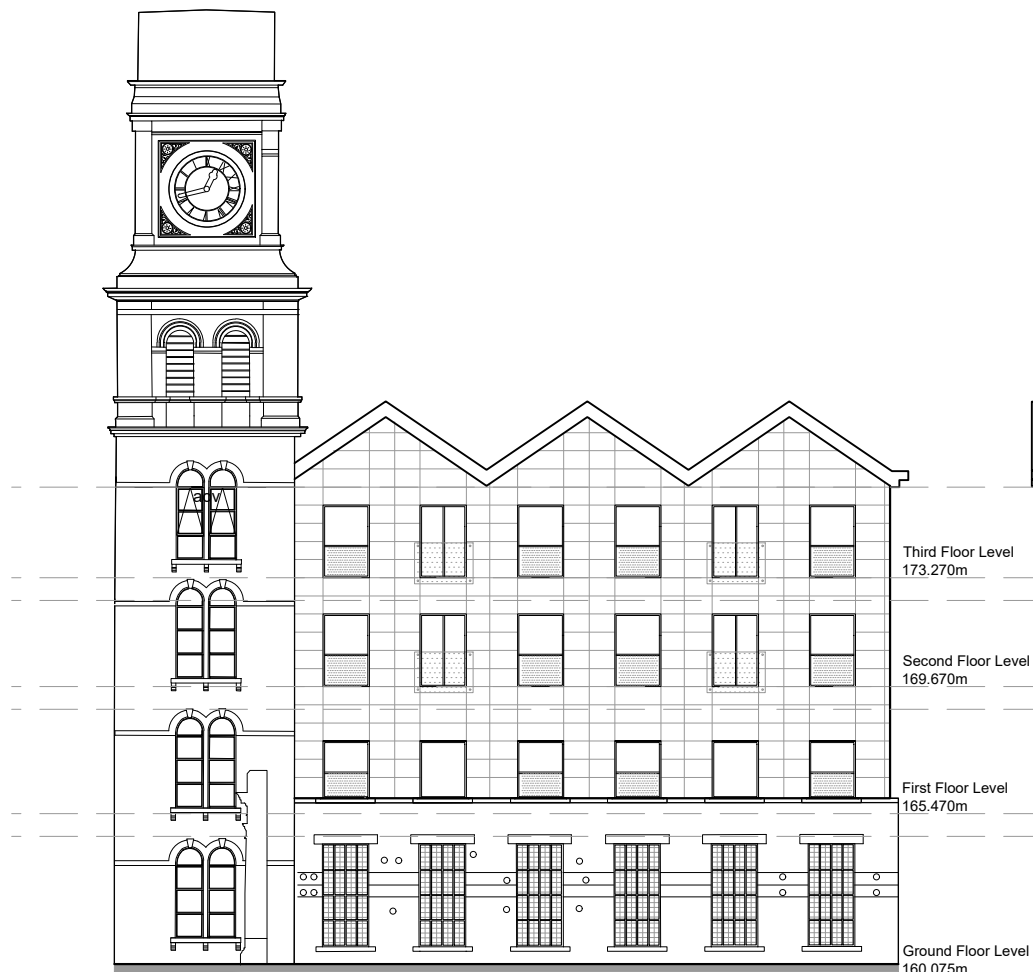 aov
Third Floor Level
173.270m
Second Floor Level
169.670m
First Floor Level
165.470m
Ground Floor Level
160.075m